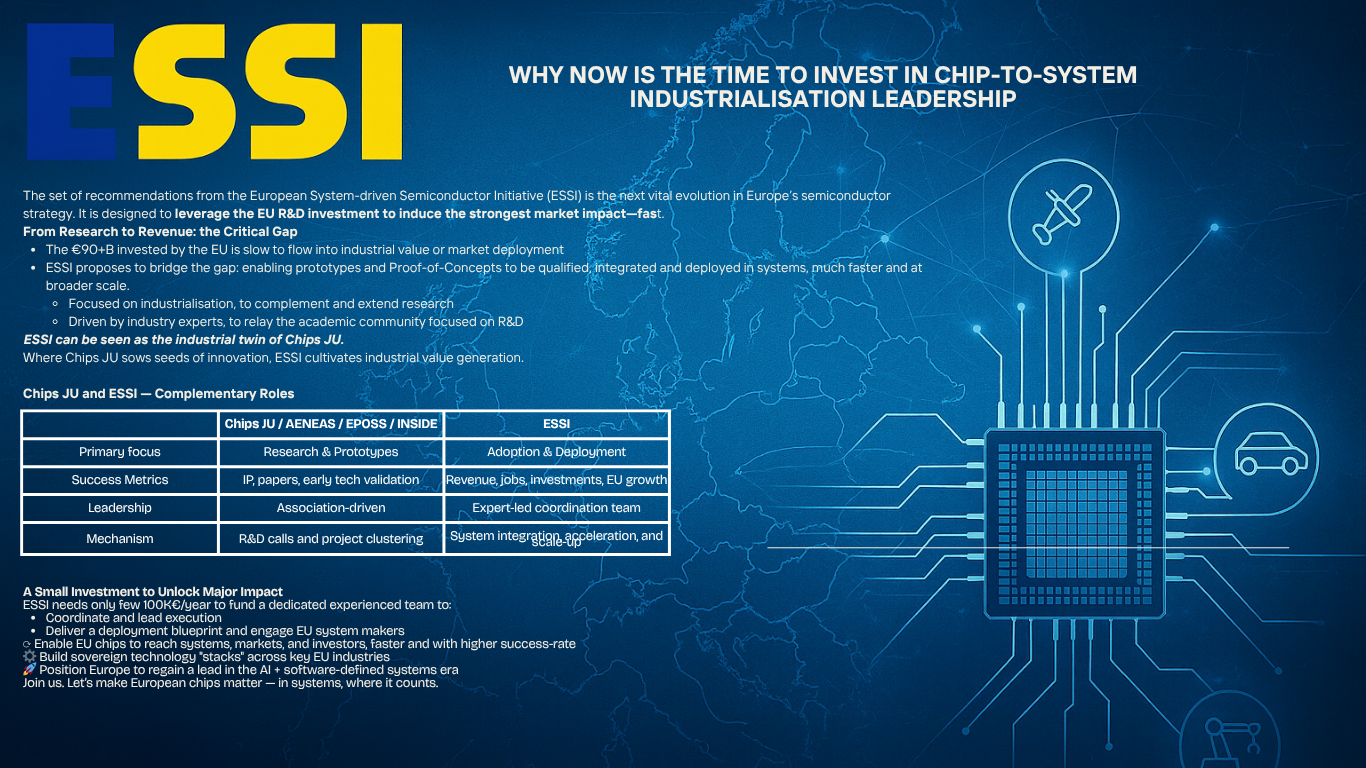 ESSI
WHY NOW IS THE TIME TO INVEST IN CHIP-TO-SYSTEM
INDUSTRIALISATION LEADERSHIP
The set of recommendations from the European System-driven Semiconductor Initiative (ESSI) is the next vital evolution in Europe's semiconductor
strategy. It is designed to leverage the EU R&D investment to induce the strongest market impact—fast.
From Research to Revenue: the Critical Gap
• The €90+B invested by the EU is slow to flow into industrial value or market deployment
• ESSI proposes to bridge the gap: enabling prototypes and Proof-of-Concepts to be qualified, integrated and deployed in systems, much faster and at
broader scale.
◦ Focused on industrialisation, to complement and extend research
◦ Driven by industry experts, to relay the academic community focused on R&D
ESSI can be seen as the industrial twin of Chips JU.
Where Chips JU sows seeds of innovation, ESSI cultivates industrial value generation.
Chips JU and ESSI — Complementary Roles
Chips JU / AENEAS / EPOSS / INSIDE ESSI
Primary focus Research & Prototypes Adoption & Deployment
Success Metrics IP, papers, early tech validation Revenue, jobs, investments, EU growth
Leadership Association-driven Expert-led coordination team
Mechanism R&D calls and project clustering System integration, acceleration, and
scale-up
A Small Investment to Unlock Major Impact
ESSI needs only few 100K€/year to fund a dedicated experienced team to:
• Coordinate and lead execution
• Deliver a deployment blueprint and engage EU system makers
⟳ Enable EU chips to reach systems, markets, and investors, faster and with higher success-rate
⚙️ Build sovereign technology "stacks" across key EU industries
🚀 Position Europe to regain a lead in the AI + software-defined systems era
Join us. Let's make European chips matter — in systems, where it counts.